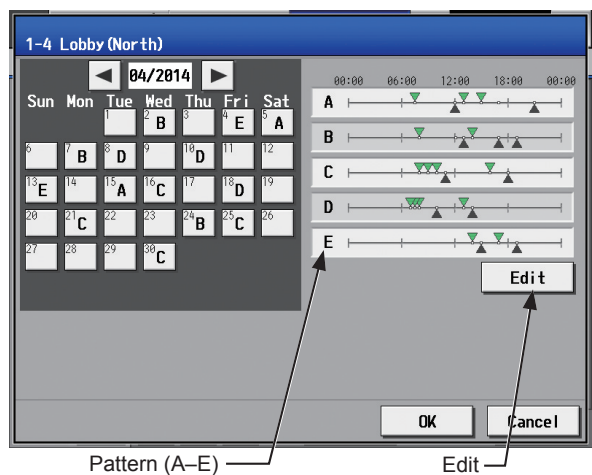 1-4 Lobby(North)
04/2014
Sun Mon Tue Wed Thu Fri Sat
1 2 B 3 4 E 5 A
6 7 B 8 D 9 10 D 11 12
13 E 14 15 A 16 C 17 18 D 19
20 21 C 22 23 24 B 25 C 26
27 28 29 30 C
00:00 06:00 12:00 18:00 00:00
A
B
C
D
E
Edit
OK Cancel
Pattern (A–E) Edit